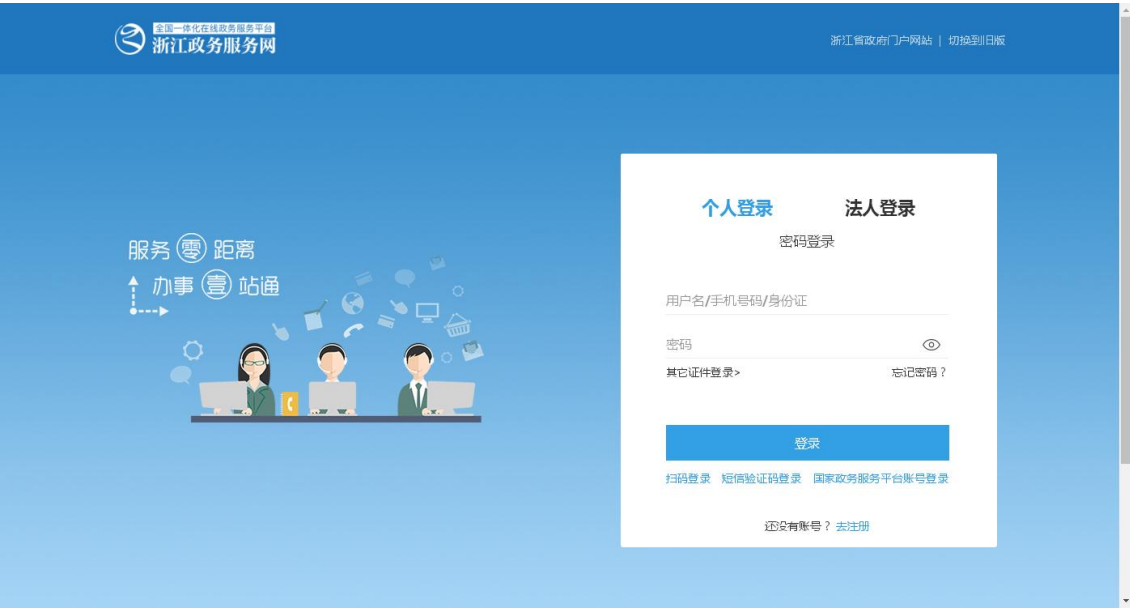 全国一体化在线政务服务平台
浙江政务服务网
浙江省政府门户网站 | 切换到旧版
服务零距离
办事壹站通
个人登录 法人登录
密码登录
用户名/手机号码/身份证
密码
其它证件登录> 忘记密码？
登录
扫码登录 短信验证码登录 国家政务服务平台账号登录
还没有账号？去注册